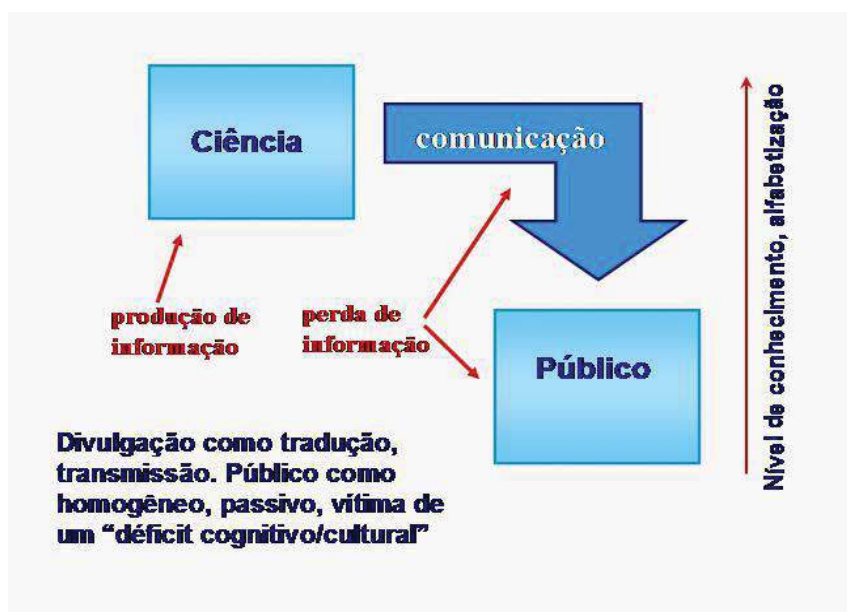 Ciência
comunicação
produção de
informação
perda de
informação
Público
Divulgação como tradução,
transmissão. Público como
homogêneo, passivo, vítima de
um “déficit cognitivo/cultural”
Nível de conhecimento, alfabetização